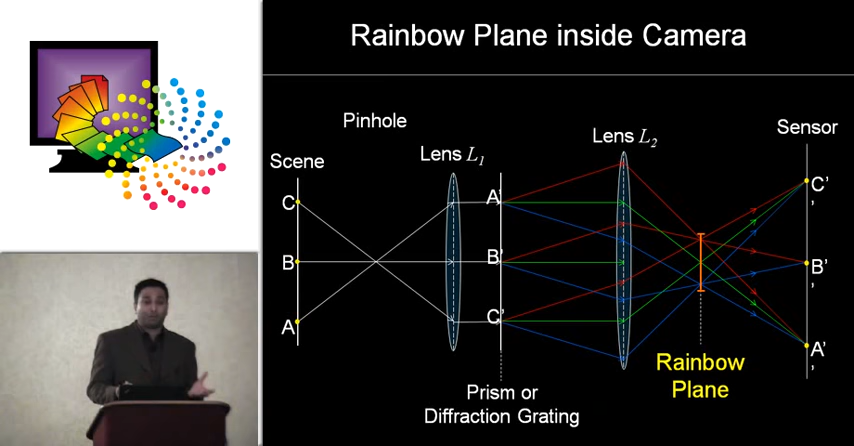 Rainbow Plane inside Camera
Pinhole
Scene
Lens L1
Lens L2
Sensor
C
B
A
A'
B'
C'
C'
'
B'
'
A'
'
Rainbow
Plane
Prism or
Diffraction Grating